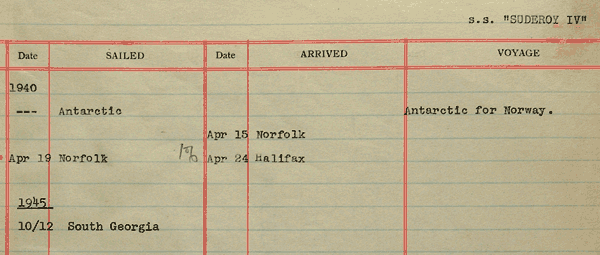 s.s. "SUDEROY IV"
Date SAILED Date ARRIVED VOYAGE
1940
--- Antarctic Antarctic for Norway.
Apr 15 Norfolk
Apr 19 Norfolk Apr 24 Halifax
1945
10/12 South Georgia